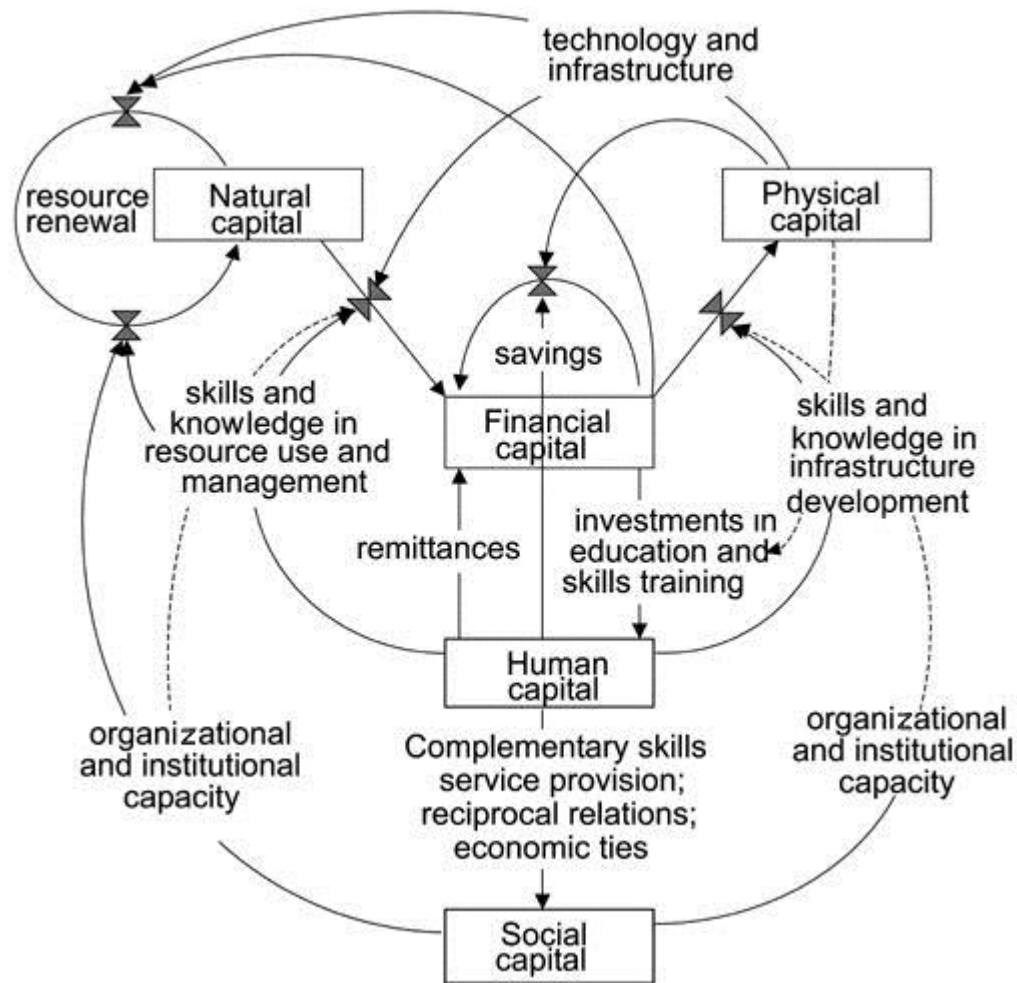 technology and
infrastructure
resource
renewal
Natural
capital
Physical
capital
savings
skills and
knowledge in
resource use and
management
Financial
capital
skills and
knowledge in
infrastructure
development
remittances
investments in
education and
skills training
Human
capital
organizational
and institutional
capacity
Complementary skills
service provision;
reciprocal relations;
economic ties
organizational
and institutional
capacity
Social
capital